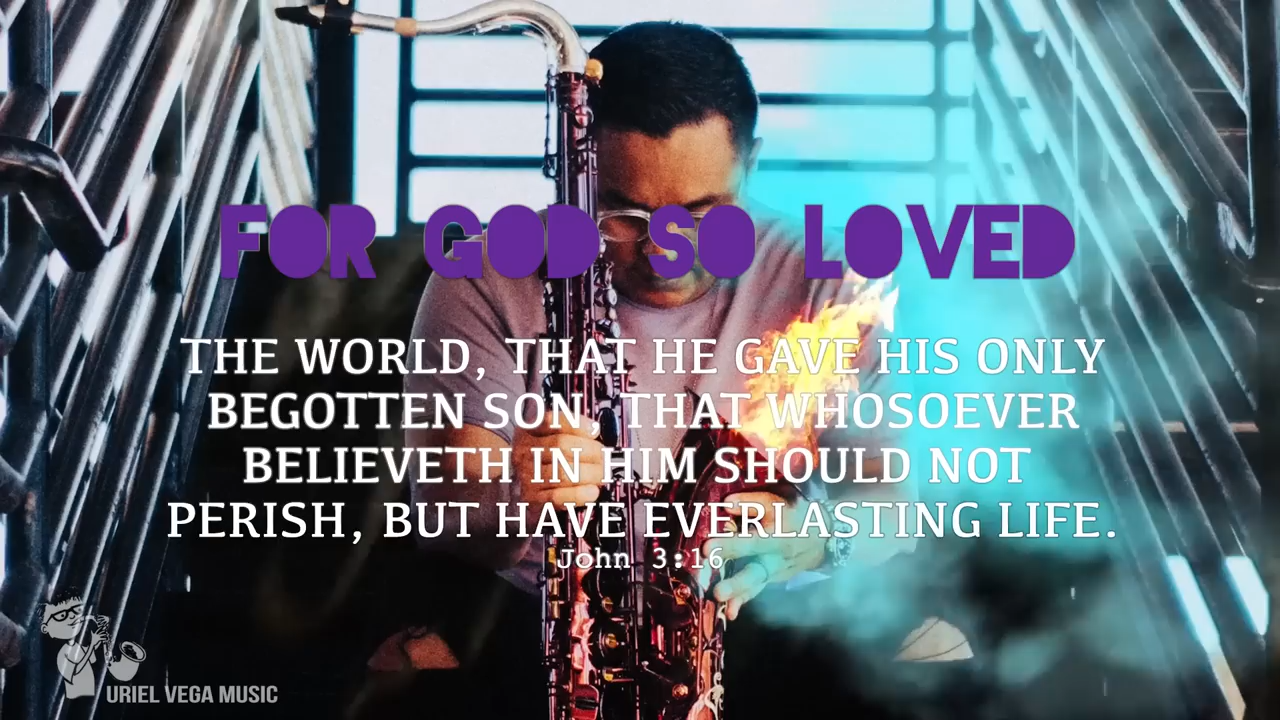 FOR GOD SO LOVED
THE WORLD, THAT HE GAVE HIS ONLY
BEGOTTEN SON, THAT WHOSOEVER
BELIEVETH IN HIM SHOULD NOT
PERISH, BUT HAVE EVERLASTING LIFE.
John 3:16
URIEL VEGA MUSIC